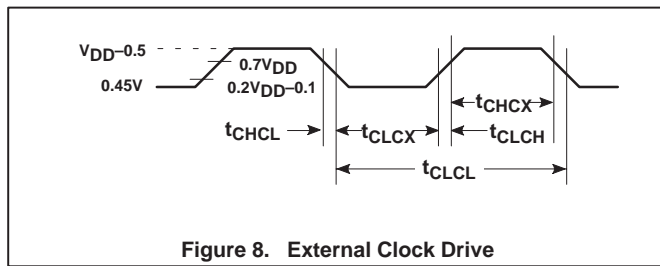 VDD–0.5
0.7VDD
0.45V
0.2VDD–0.1
tCHCX
tCHCL
tCLCX
tCLCH
tCLCL
Figure 8. External Clock Drive